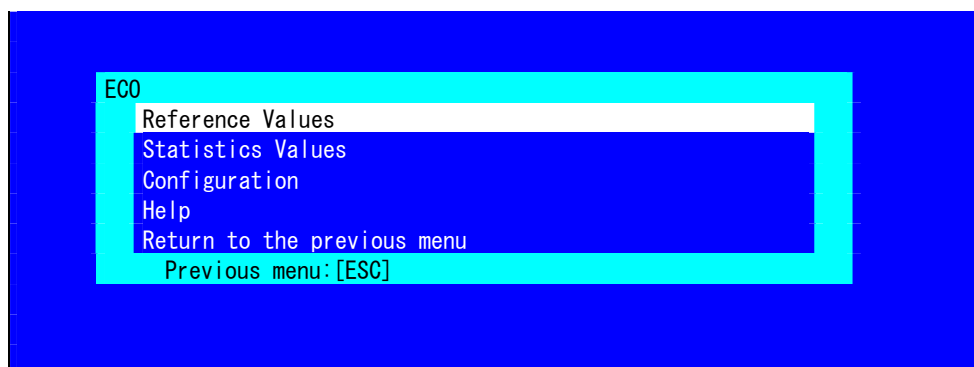 ECO
Reference Values
Statistics Values
Configuration
Help
Return to the previous menu
Previous menu:[ESC]